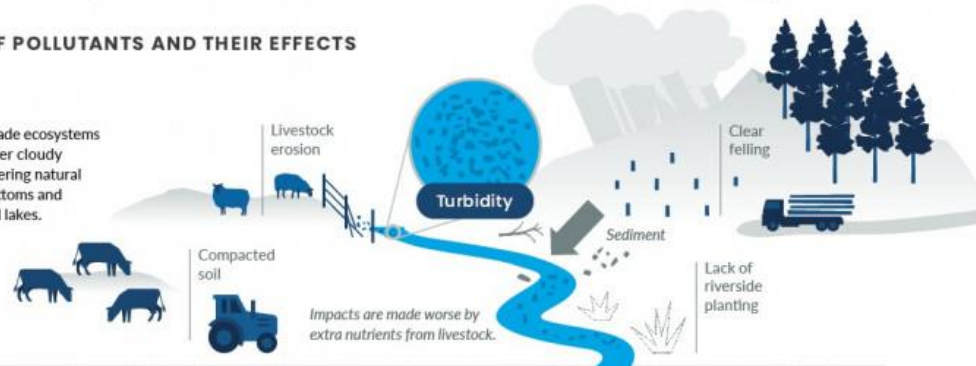 F POLLUTANTS AND THEIR EFFECTS
ade ecosystems
er cloudy
ering natural
ttoms and
l lakes.
Livestock
erosion
Turbidity
Clear
felling
Sediment
Compacted
soil
Lack of
riverside
planting
Impacts are made worse by
extra nutrients from livestock.